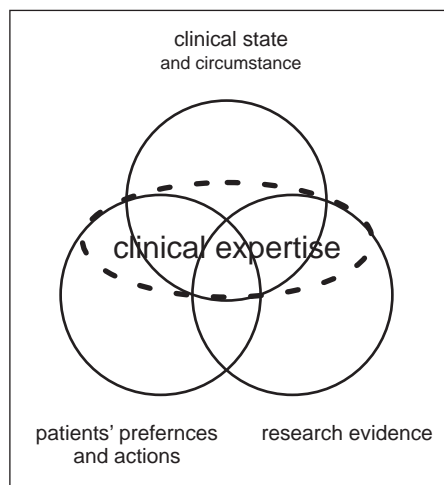 clinical state
and circumstance
clinical expertise
patients' prefernces
and actions
research evidence